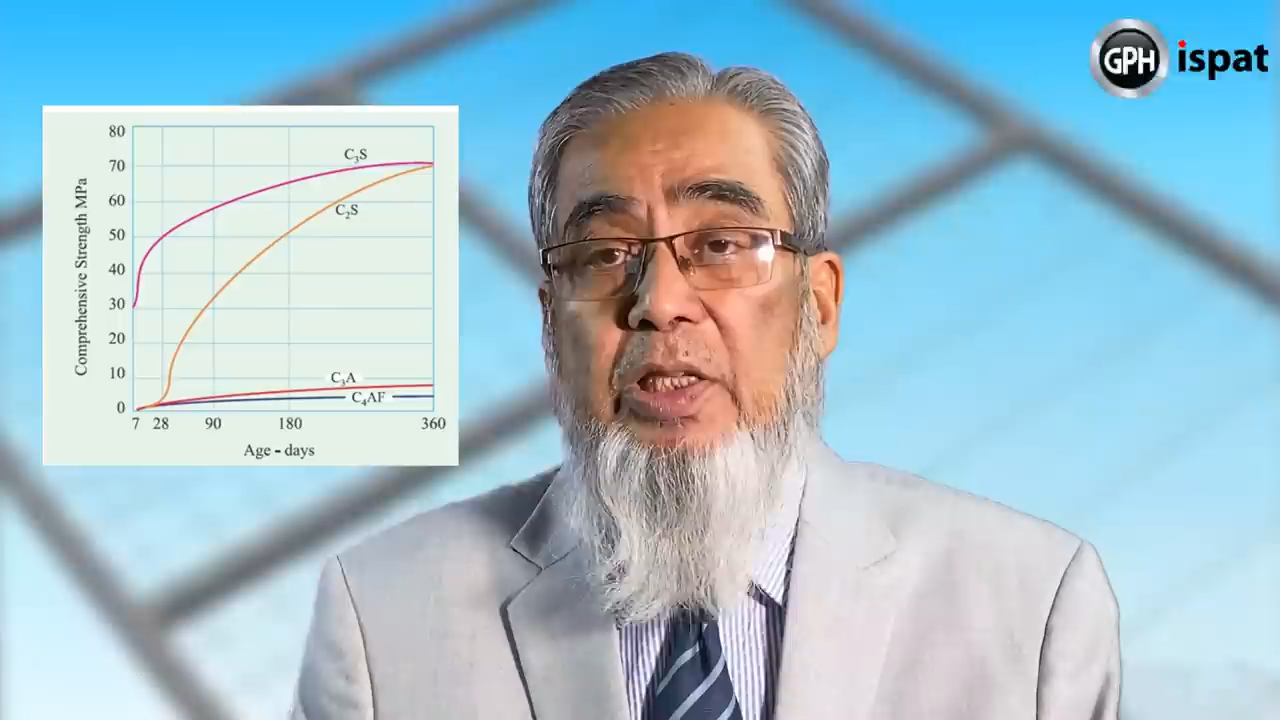 GPH ispat
80
70
60
50
40
30
20
10
0
Comprehensive Strength MPa
C₃S
C₂S
C₃A
C₄AF
7 28 90 180 360
Age - days